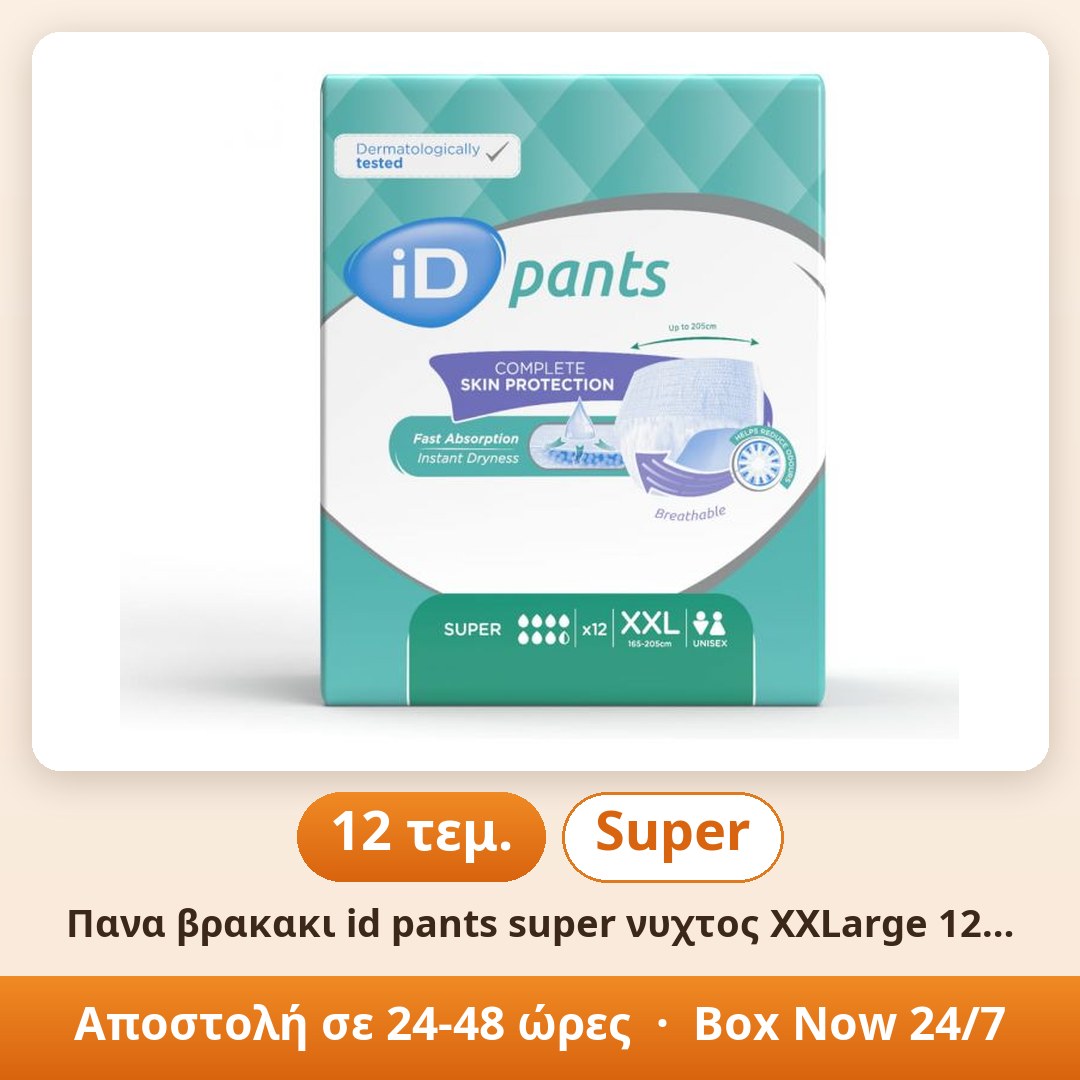 Dermatologically
tested
iD pants
Up to 205cm
COMPLETE
SKIN PROTECTION
Fast Absorption
Instant Dryness
HELPS REDUCE ODOURS
Breathable
SUPER x12 XXL
165-205cm
UNISEX
12 τεμ.
Super
Πανα βρακακι id pants super νυχτος XXLarge 12...
Αποστολή σε 24-48 ώρες · Box Now 24/7